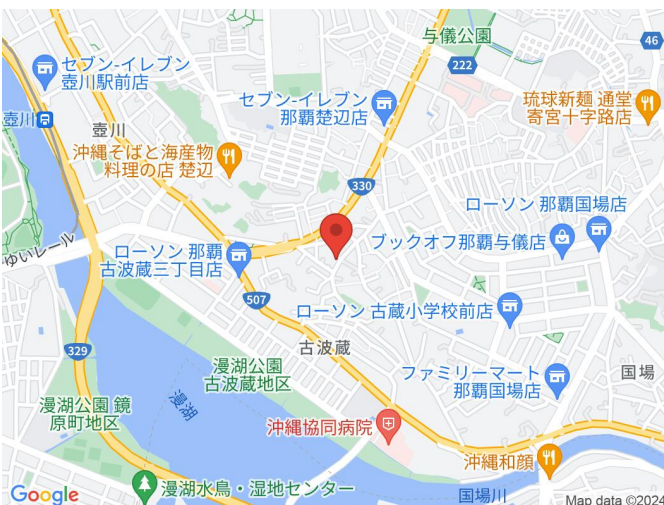 与儀公園
46
セブン-イレブン
壺川駅前店
222
セブン-イレブン
那覇楚辺店
琉球新麺 通堂
寄宮十字路店
壺川
壺川
沖縄そばと海産物
料理の店 楚辺
330
ローソン 那覇国場店
ブックオフ那覇与儀店
ゆいレール
ローソン 那覇
古波蔵三丁目店
507
ローソン 古蔵小学校前店
329
古波蔵
漫湖公園
古波蔵地区
ファミリーマート
那覇国場店
国場
漫湖公園 鏡
原町地区
漫湖
沖縄協同病院
沖縄和顔
漫湖水鳥・湿地センター
国場川
Google
Map data ©2024